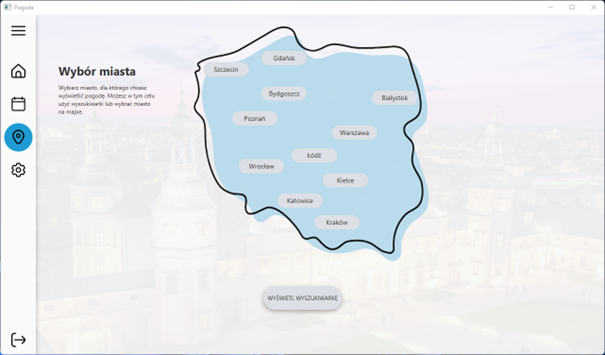 Pogoda
Wybór miasta
Wybierz miasto, dla którego chcesz
wyświetlić pogodę. Możesz w tym celu
użyć wyszukiwarki lub wybrać miasto
na mapie.
Gdańsk
Szczecin
Bydgoszcz
Białystok
Poznań
Warszawa
Łódź
Wrocław
Kielce
Katowice
Kraków
WYŚWIETL WYSZUKIWARKĘ